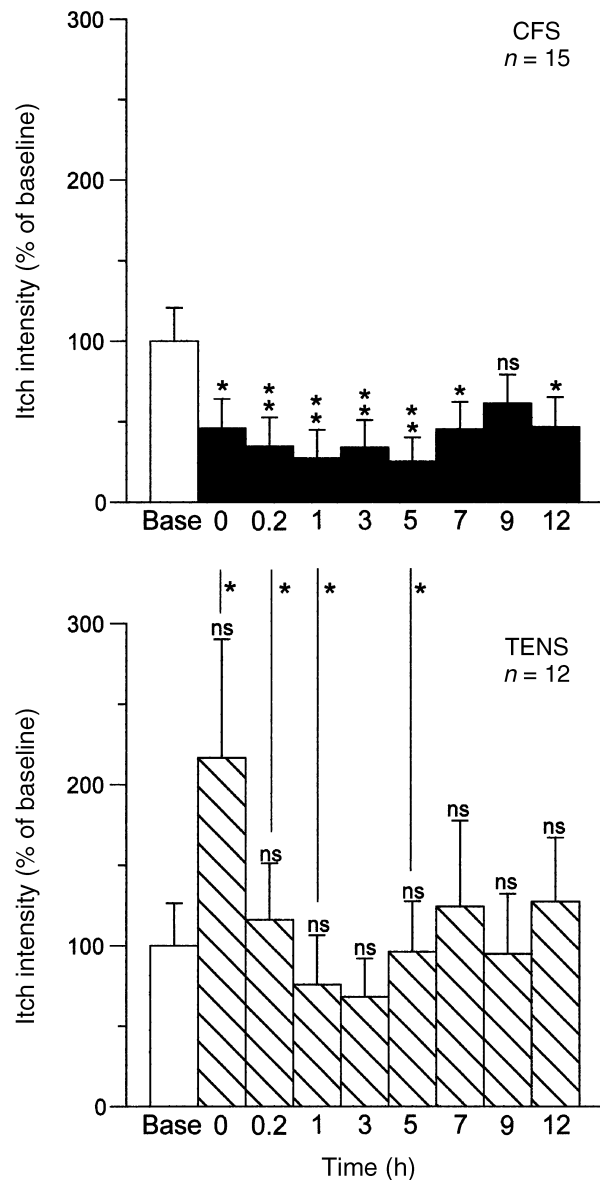 300
CFS
n = 15
Itch intensity (% of baseline)
200
100
ns
* * * * * * * * * * * *
0
Base 0 0.2 1 3 5 7 9 12
* * * *
300
ns
TENS
n = 12
Itch intensity (% of baseline)
200
ns
ns ns
ns ns ns ns
100
0
Base 0 0.2 1 3 5 7 9 12
Time (h)